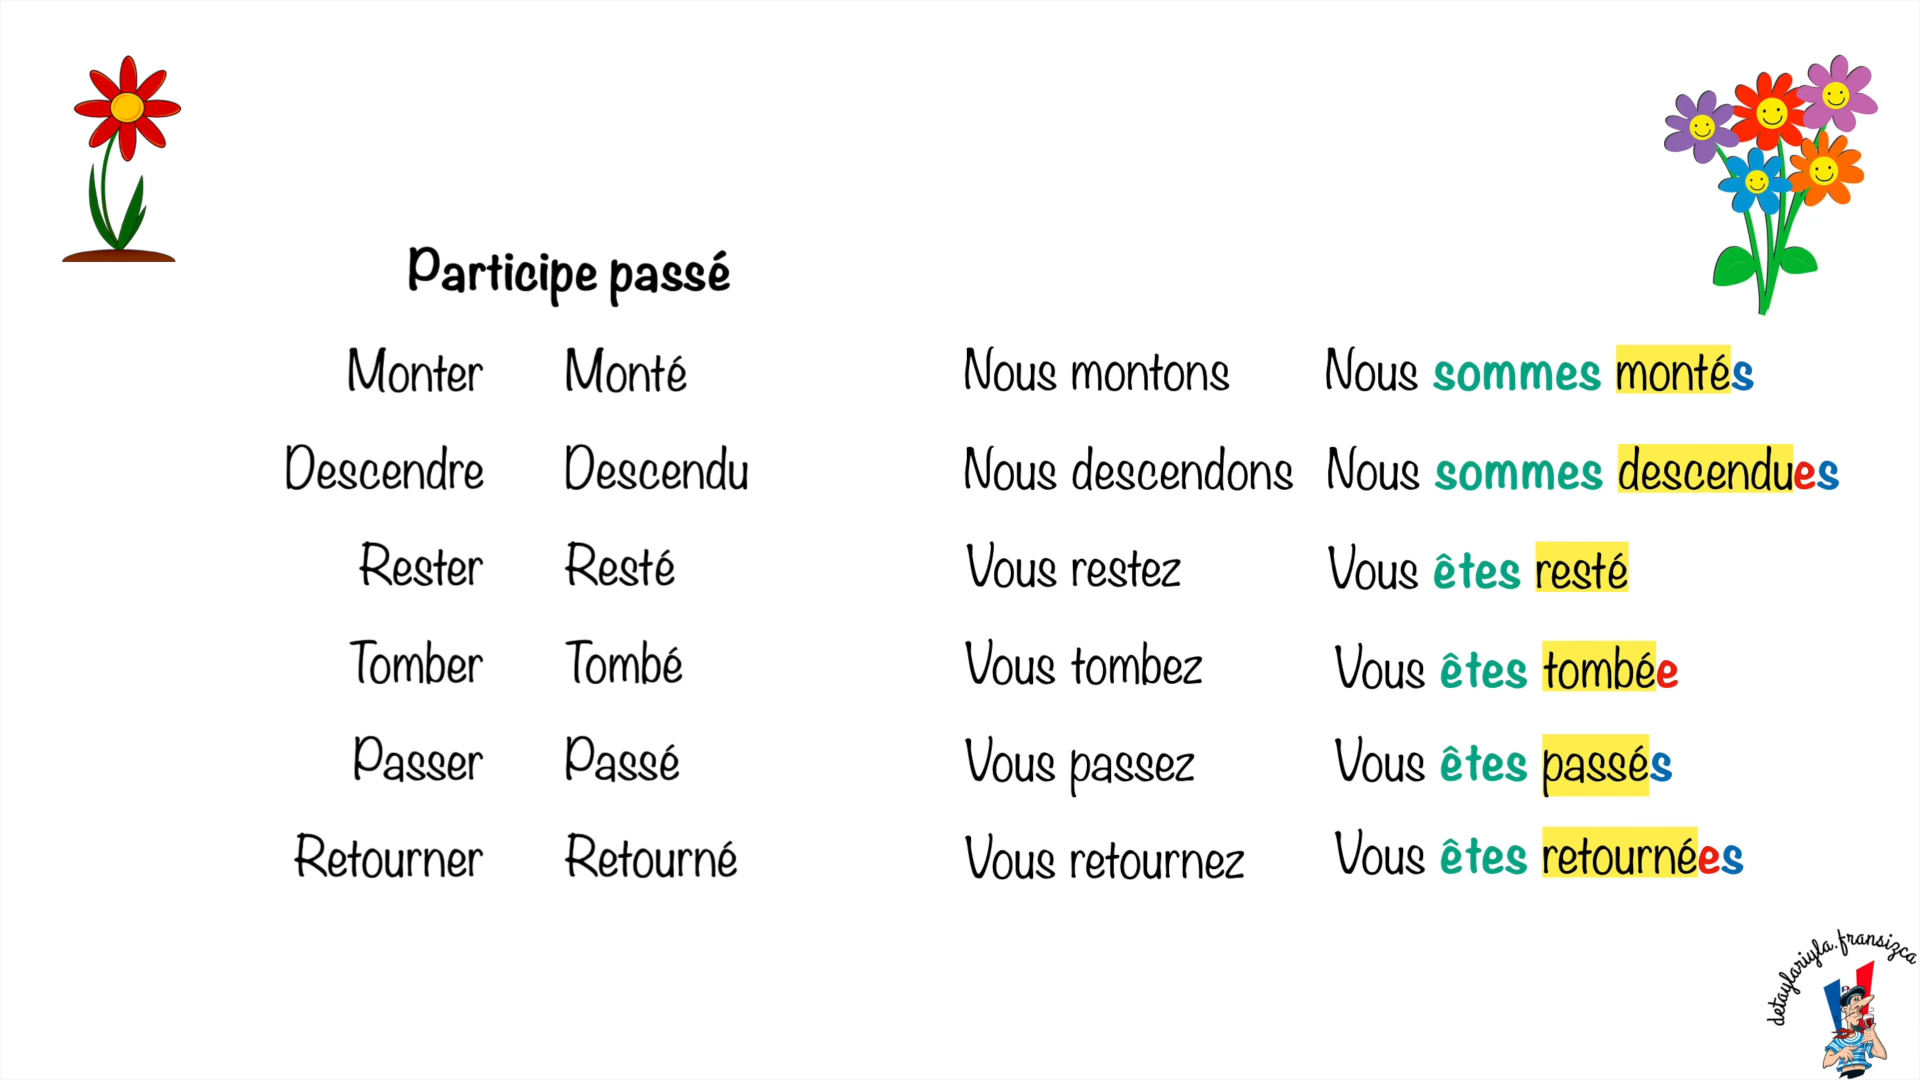 Participe passé
Monter Monté Nous montons Nous sommes montés
Descendre Descendu Nous descendons Nous sommes descendues
Rester Resté Vous restez Vous êtes resté
Tomber Tombé Vous tombez Vous êtes tombée
Passer Passé Vous passez Vous êtes passés
Retourner Retourné Vous retournez Vous êtes retournées
detaylariyla.fransizca